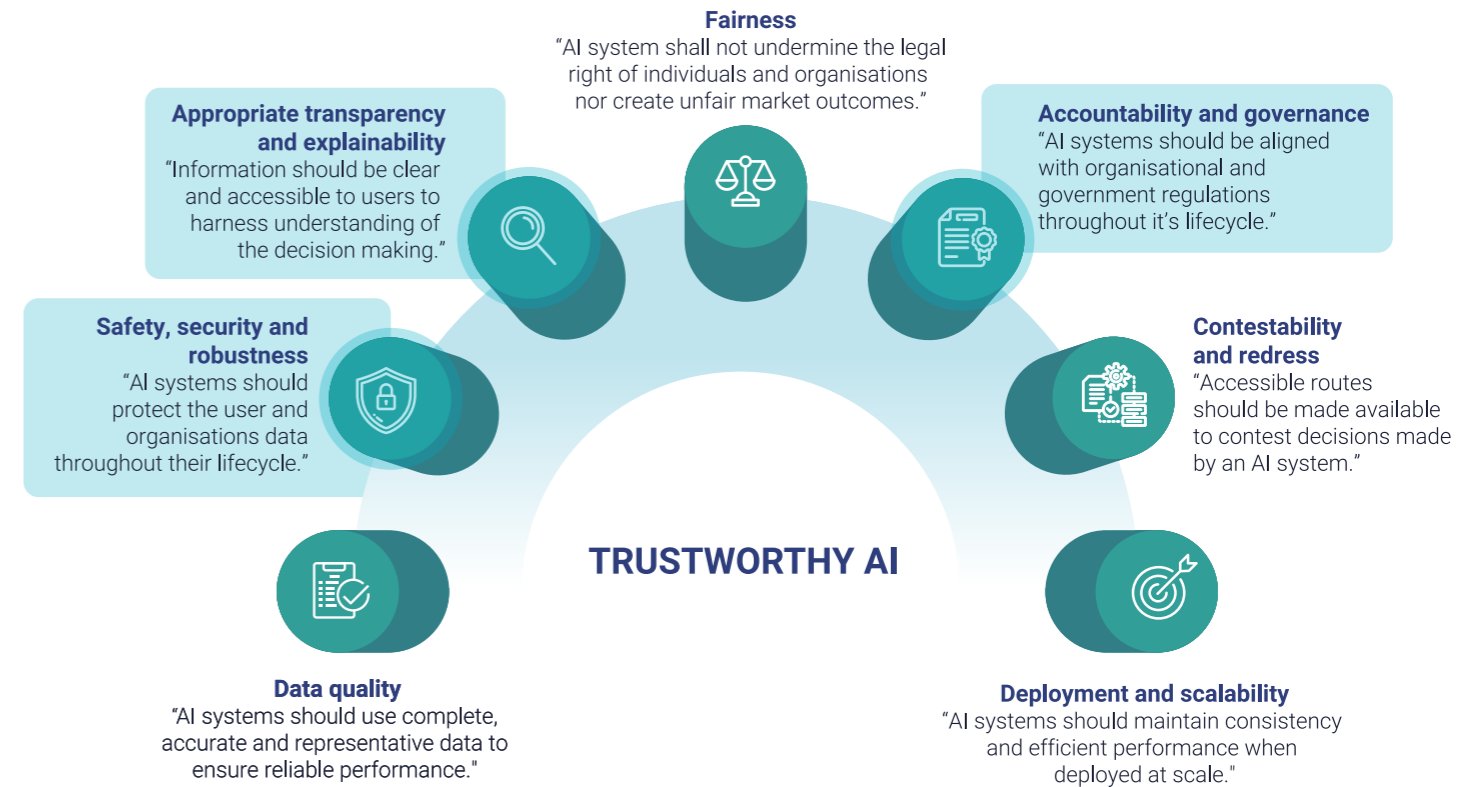 Fairness
“AI system shall not undermine the legal
right of individuals and organisations
nor create unfair market outcomes.”
Appropriate transparency
and explainability
“Information should be clear
and accessible to users to
harness understanding of
the decision making.”
Accountability and governance
“AI systems should be aligned
with organisational and
government regulations
throughout it’s lifecycle.”
Safety, security and
robustness
“AI systems should
protect the user and
organisations data
throughout their lifecycle.”
Contestability
and redress
“Accessible routes
should be made available
to contest decisions made
by an AI system.”
TRUSTWORTHY AI
Data quality
“AI systems should use complete,
accurate and representative data to
ensure reliable performance."
Deployment and scalability
“AI systems should maintain consistency
and efficient performance when
deployed at scale."